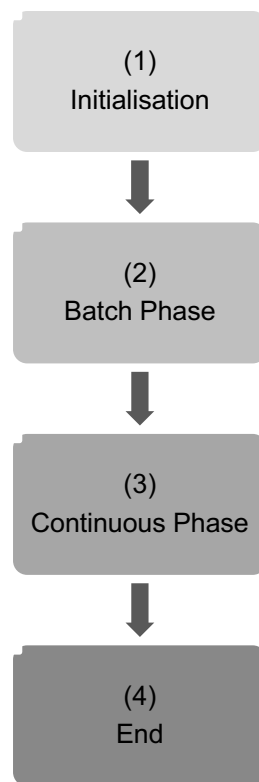 (1)
Initialisation
(2)
Batch Phase
(3)
Continuous Phase
(4)
End